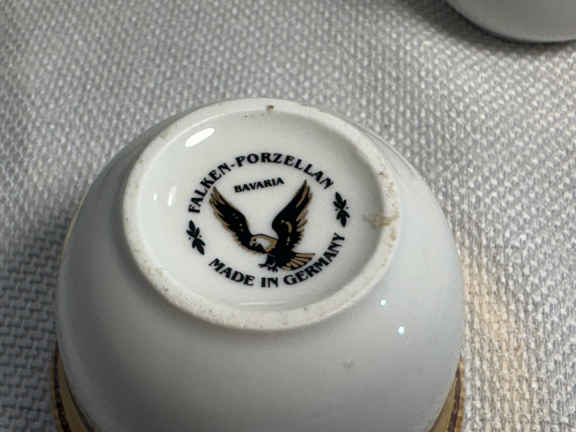 FALKEN-PORZELLAN
BAVARIA
MADE IN GERMANY